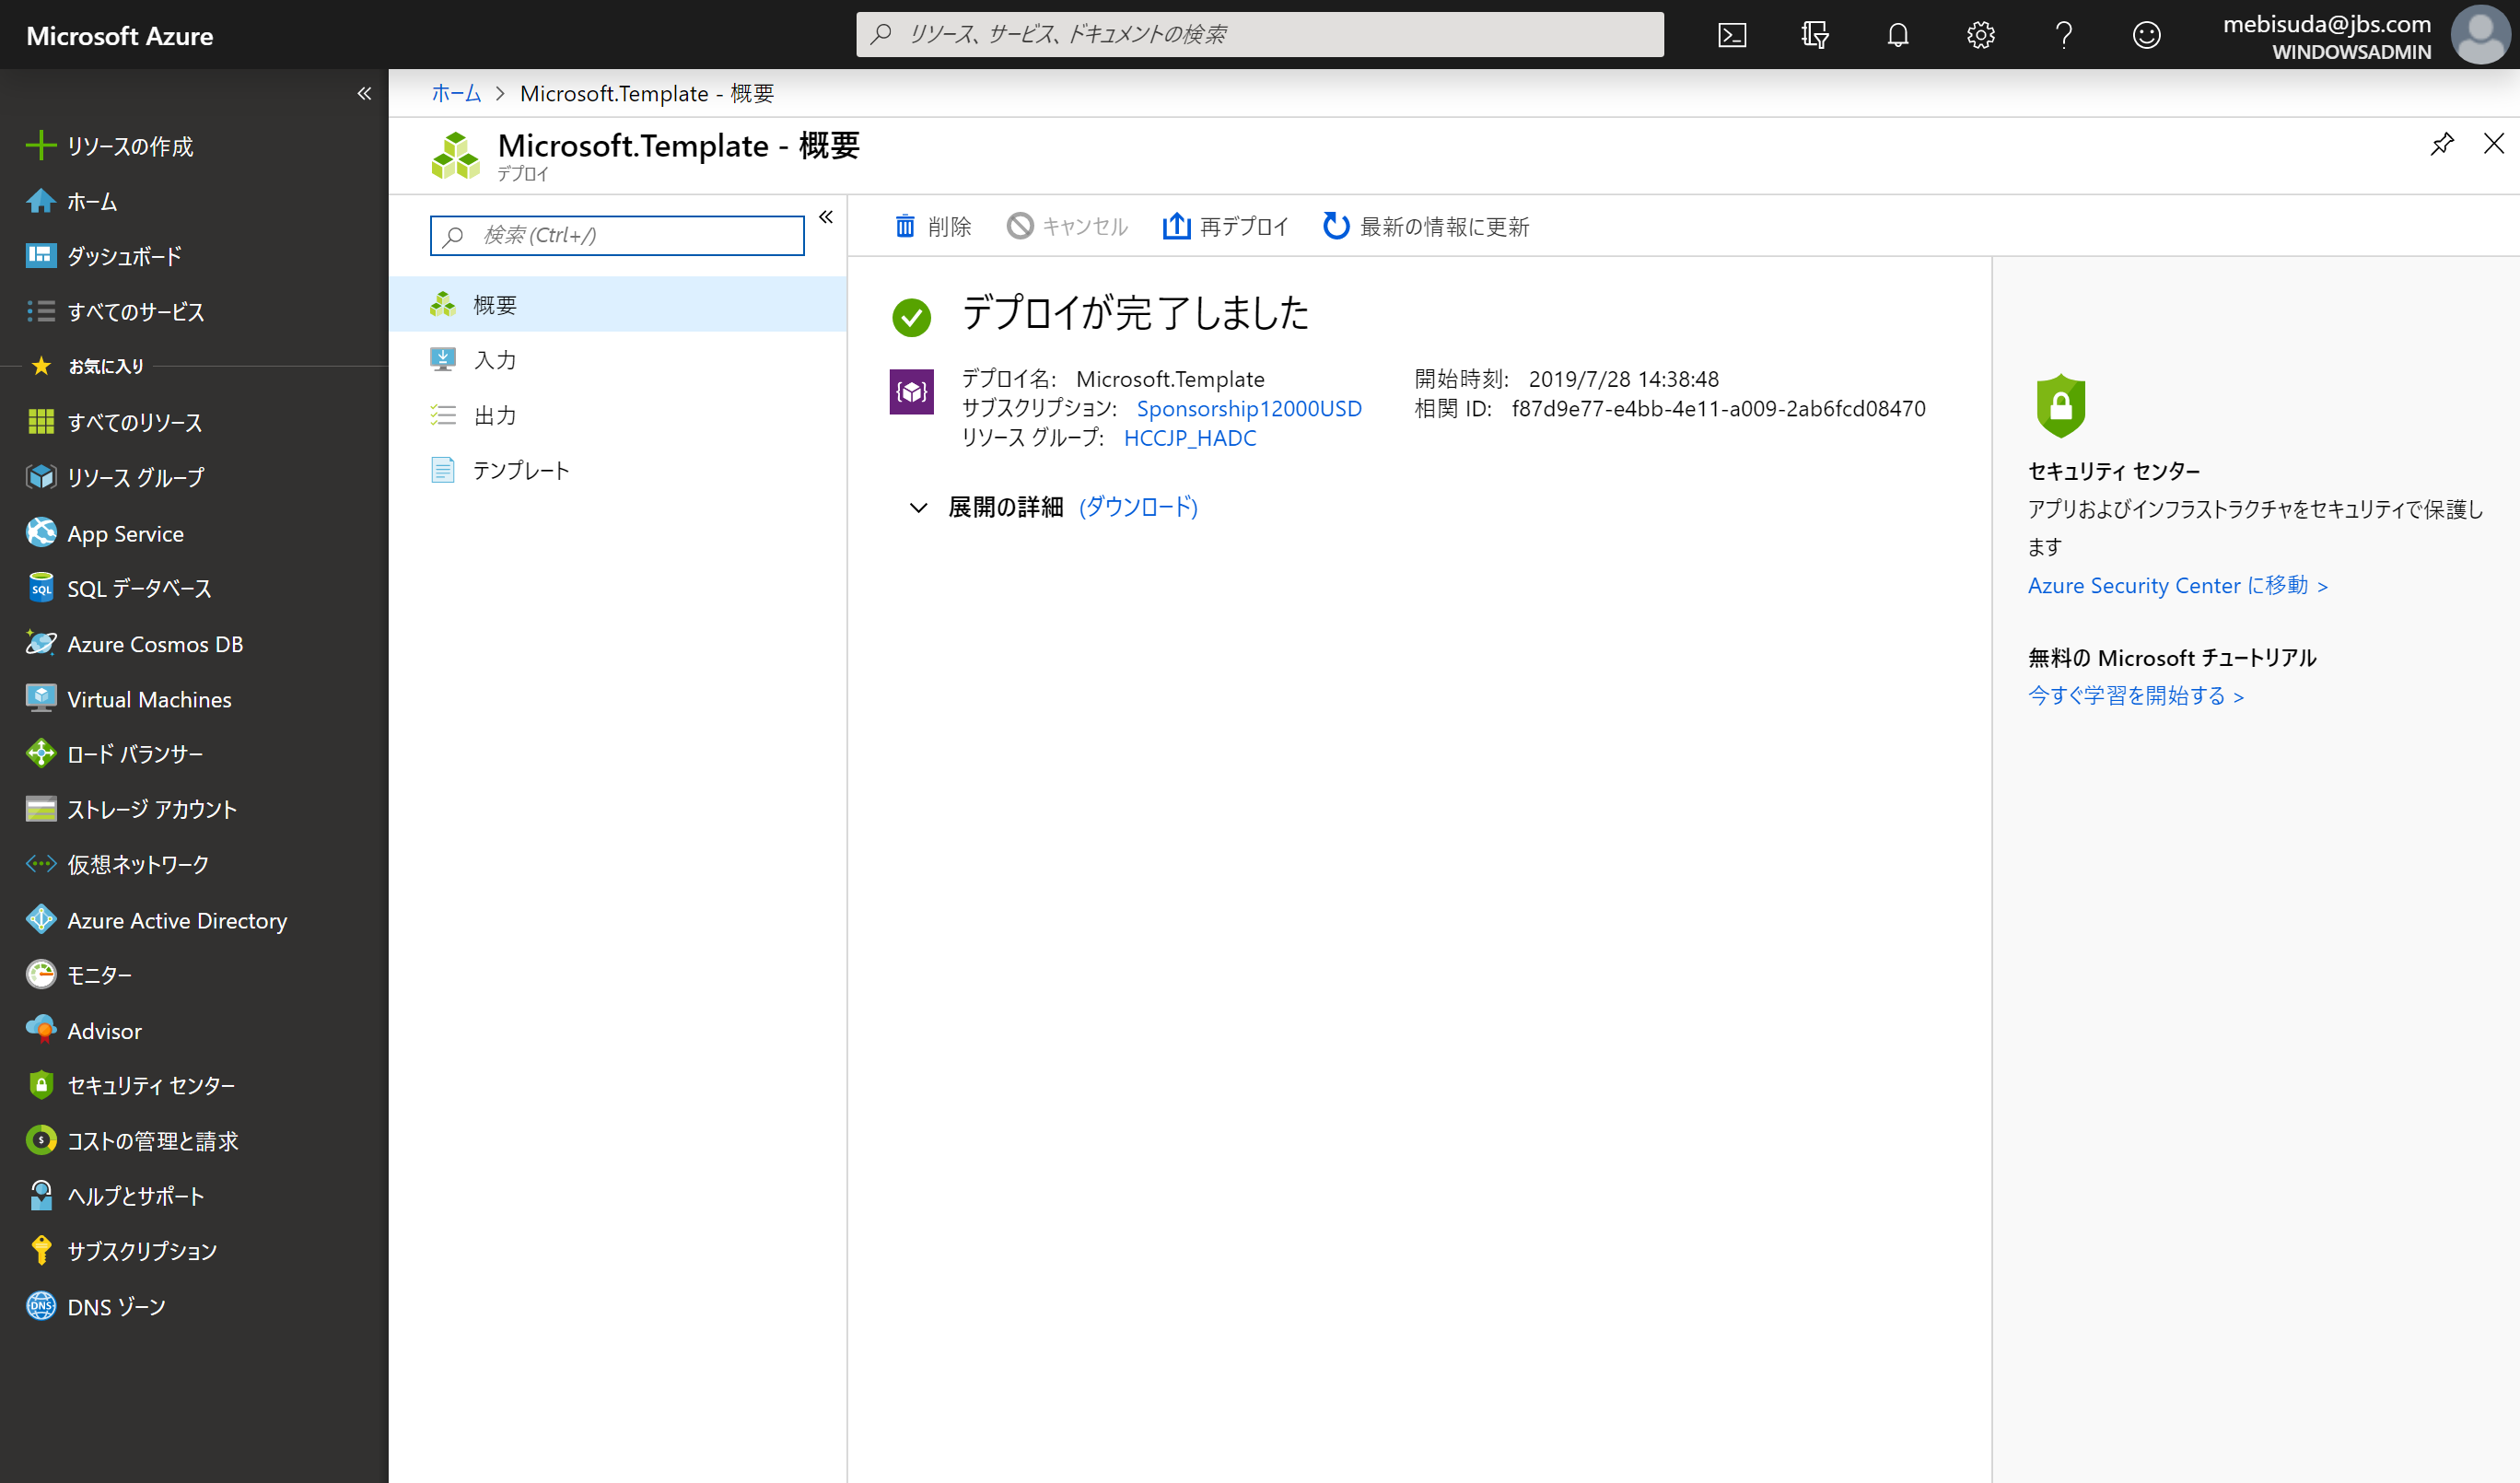 Microsoft Azure
リソース、サービス、ドキュメントの検索
mebisuda@jbs.com
WINDOWSADMIN
リソースの作成
ホーム
ダッシュボード
すべてのサービス
お気に入り
すべてのリソース
リソース グループ
App Service
SQL データベース
Azure Cosmos DB
Virtual Machines
ロード バランサー
ストレージ アカウント
仮想ネットワーク
Azure Active Directory
モニター
Advisor
セキュリティ センター
コストの管理と請求
ヘルプとサポート
サブスクリプション
DNS ゾーン
ホーム > Microsoft.Template - 概要
Microsoft.Template - 概要
デプロイ
検索 (Ctrl+/)
概要
入力
出力
テンプレート
削除 キャンセル 再デプロイ 最新の情報に更新
デプロイが完了しました
デプロイ名: Microsoft.Template
サブスクリプション: Sponsorship12000USD
リソース グループ: HCCJP_HADC
開始時刻: 2019/7/28 14:38:48
相関 ID: f87d9e77-e4bb-4e11-a009-2ab6fcd08470
展開の詳細 (ダウンロード)
セキュリティ センター
アプリおよびインフラストラクチャをセキュリティで保護し
ます
Azure Security Center に移動 >
無料の Microsoft チュートリアル
今すぐ学習を開始する >